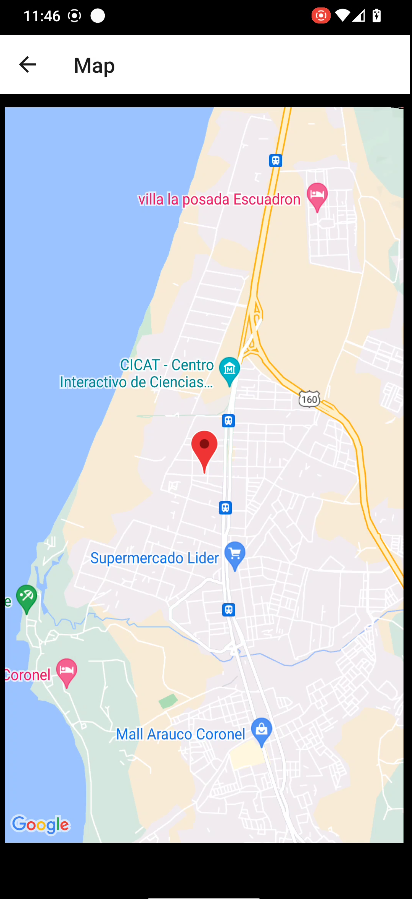 11:46
Map
villa la posada Escuadron
CICAT - Centro
Interactivo de Ciencias...
160
Supermercado Lider
e
Coronel
Mall Arauco Coronel
Google